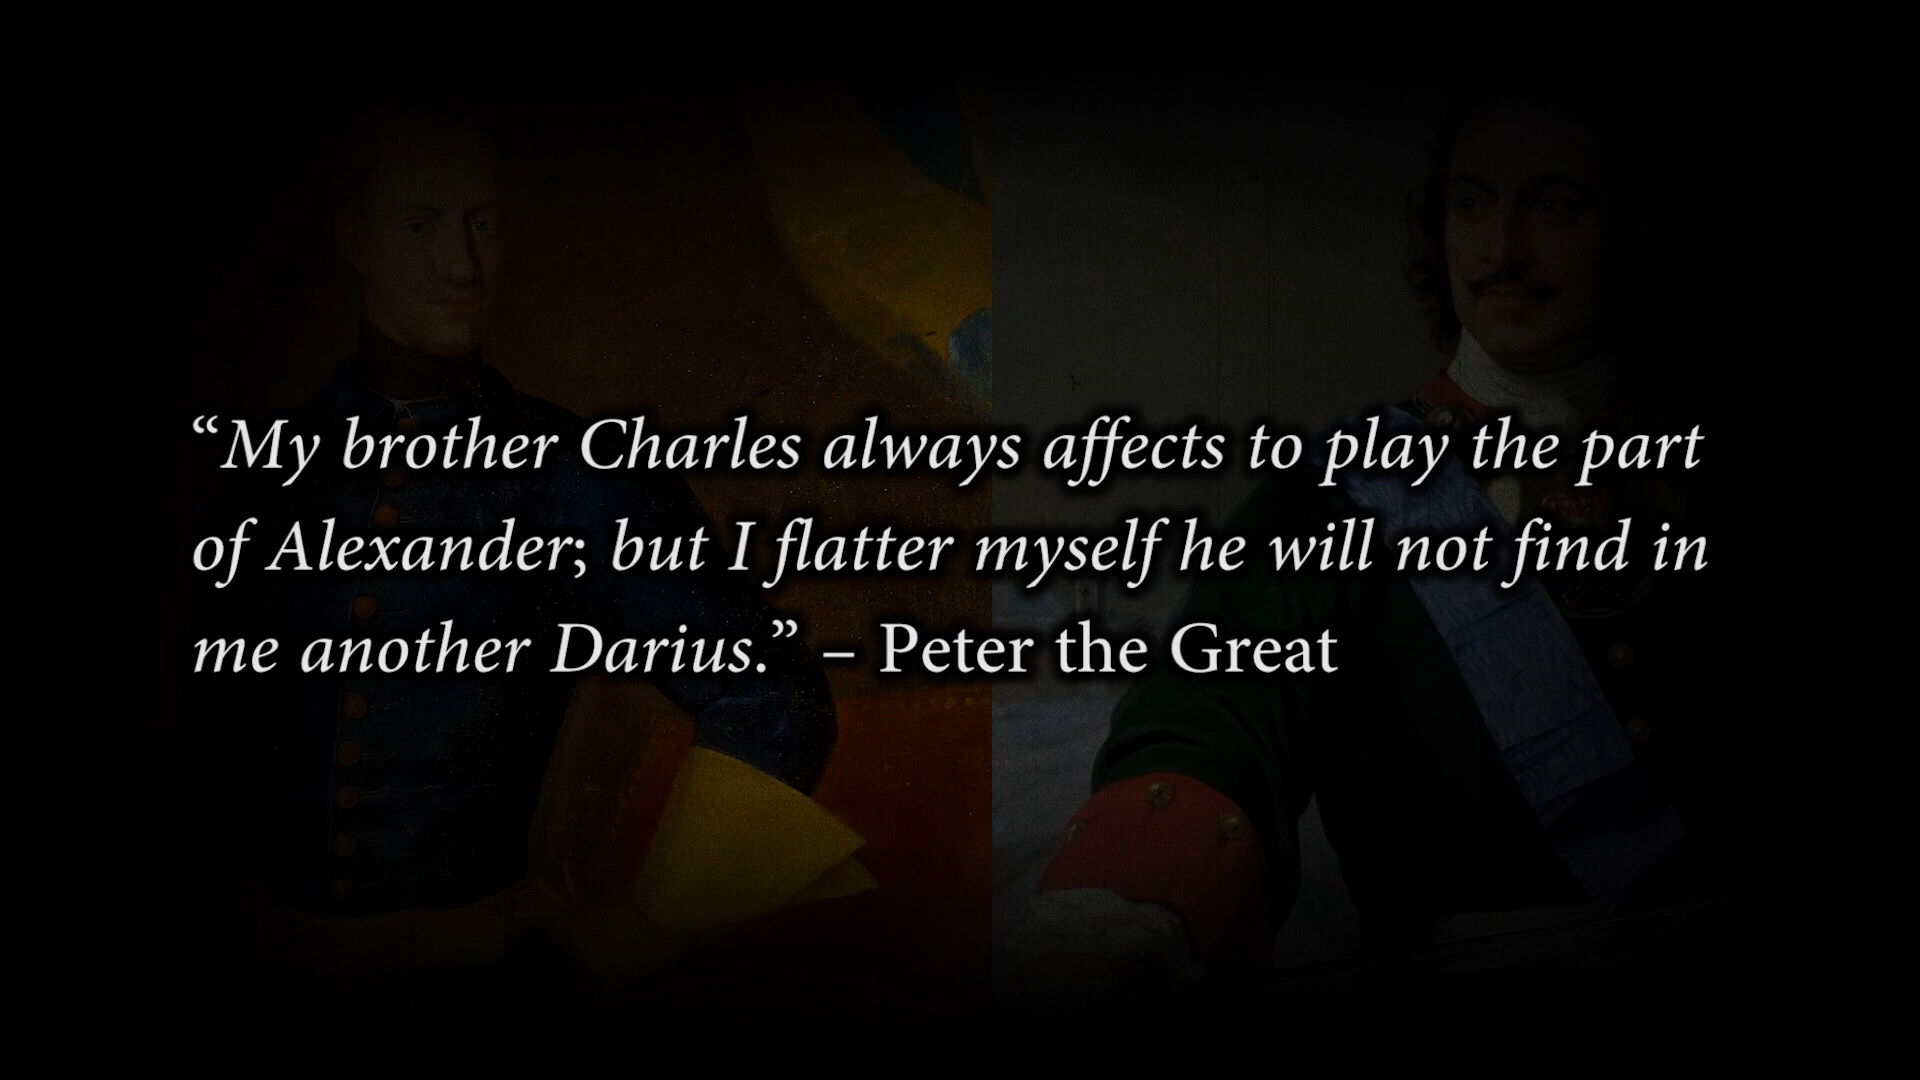 “My brother Charles always affects to play the part
of Alexander; but I flatter myself he will not find in
me another Darius.” – Peter the Great